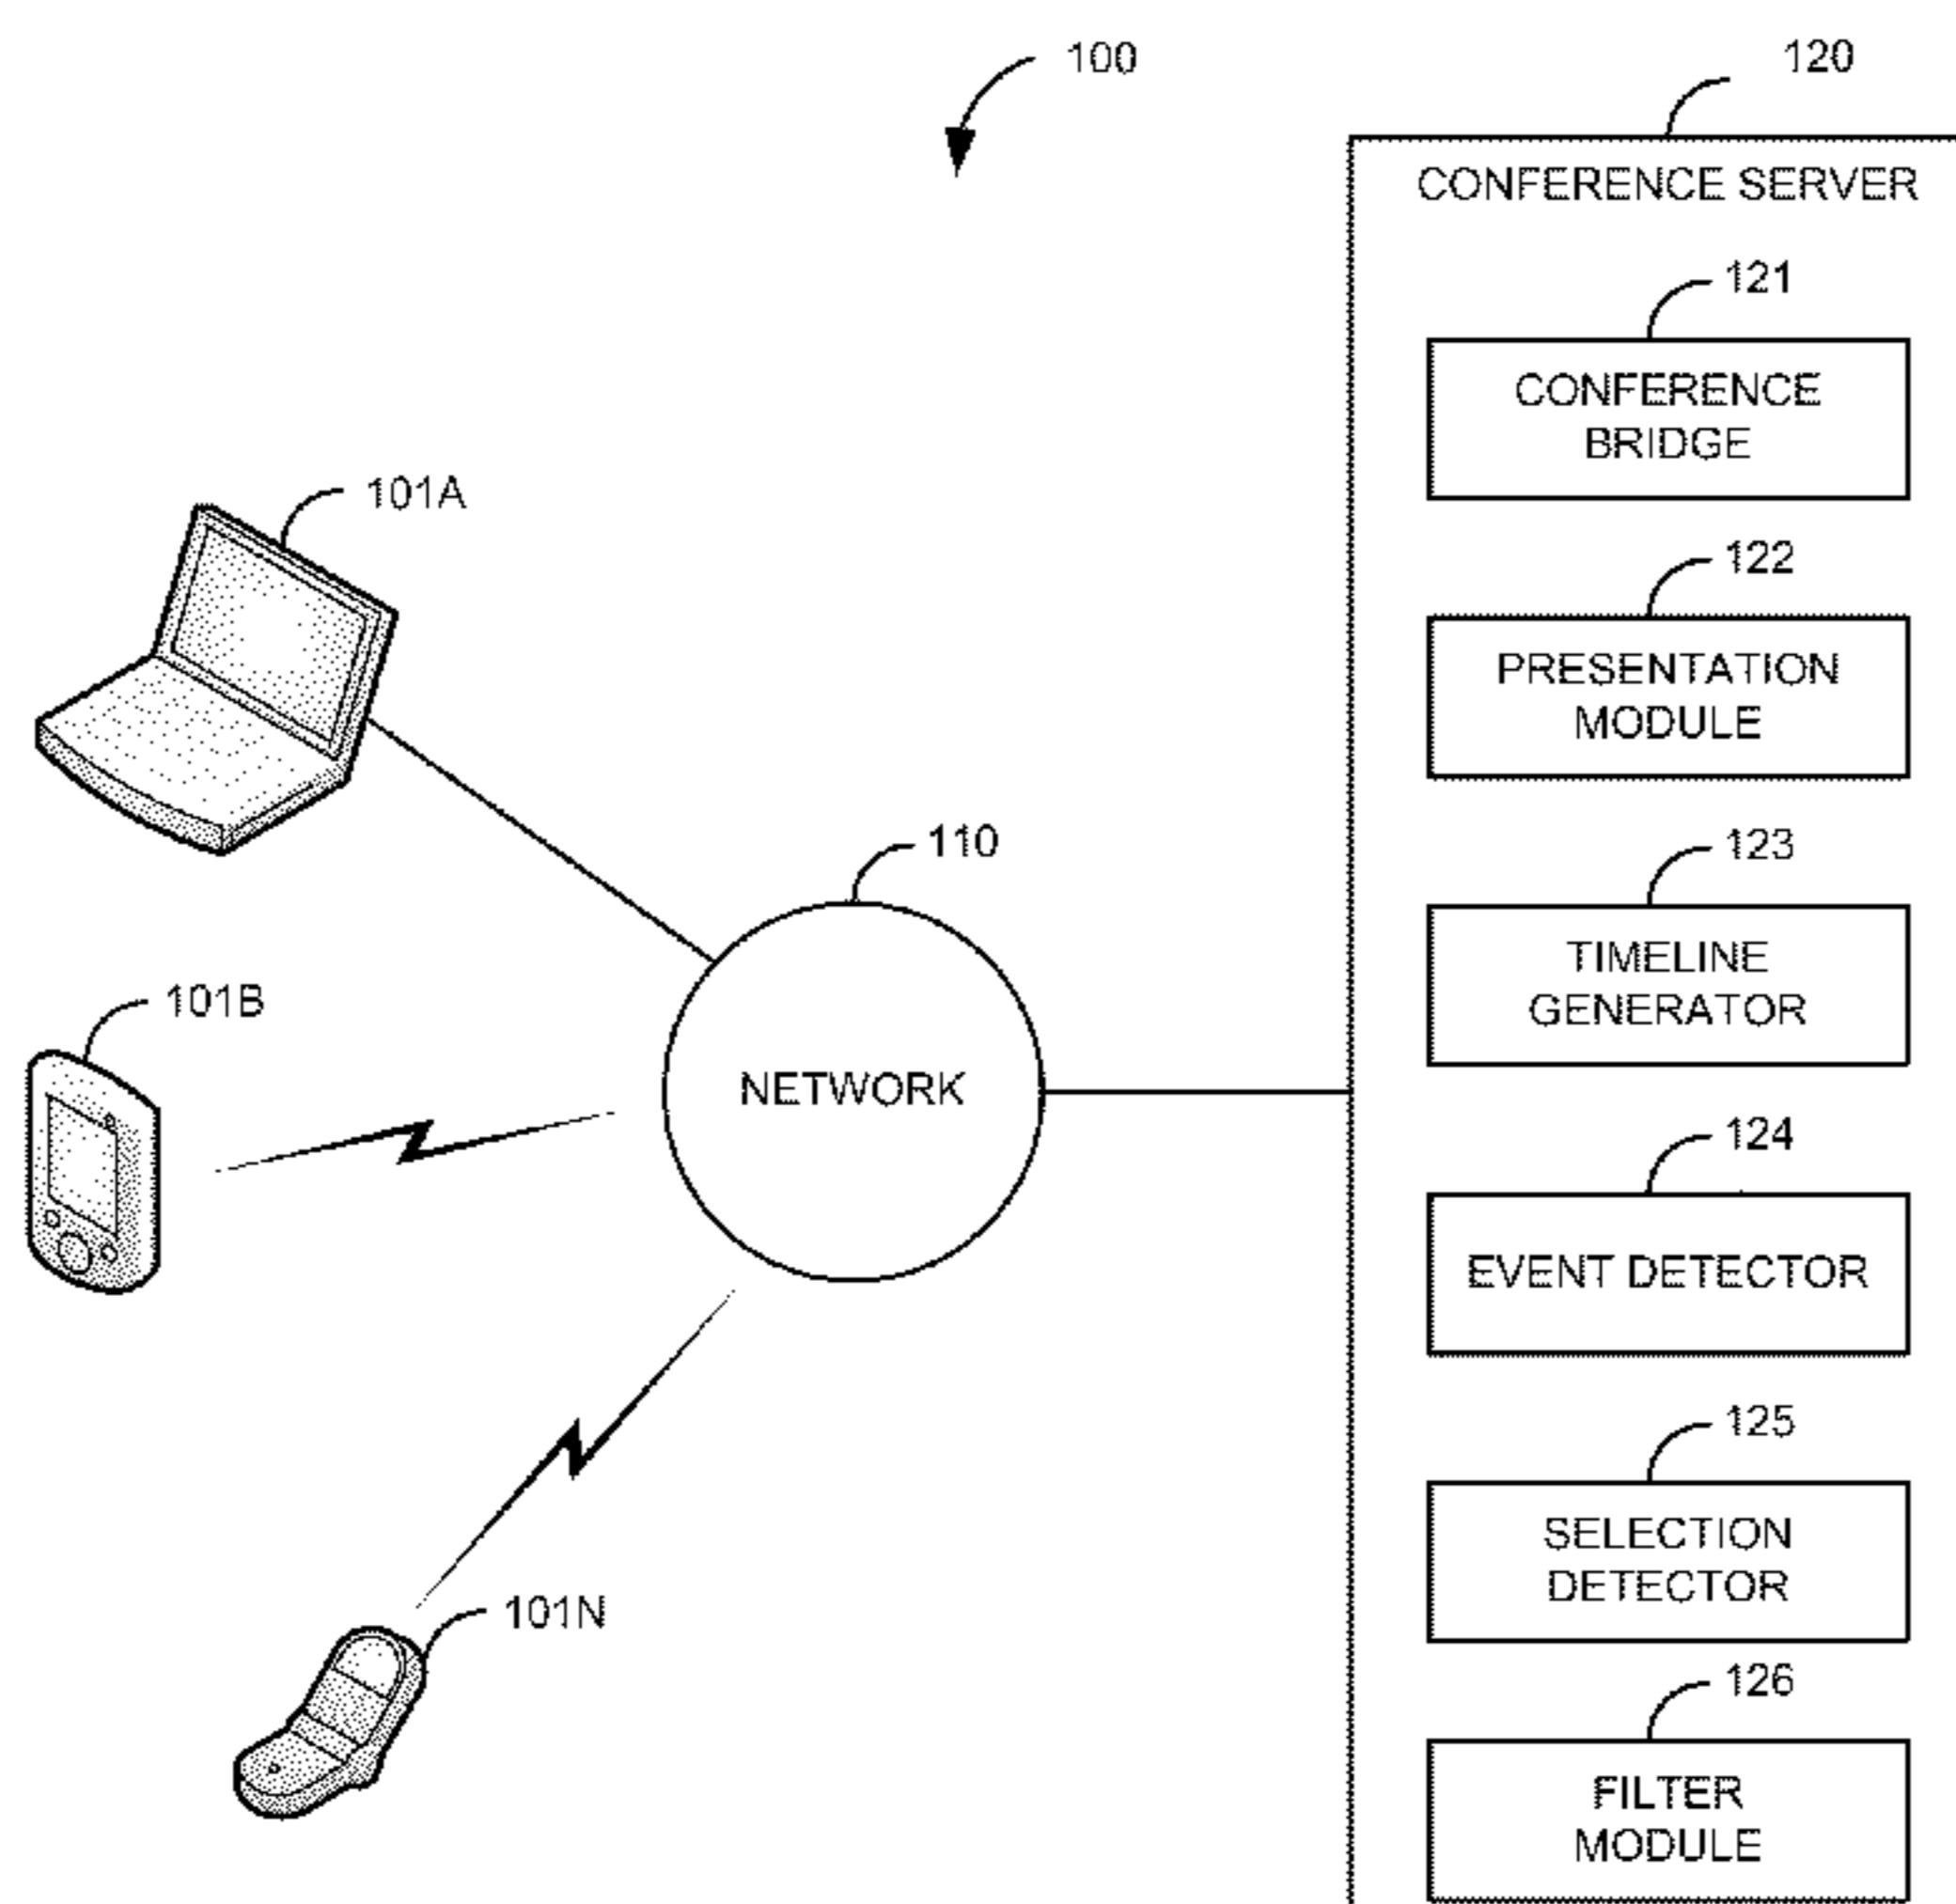 100
120
CONFERENCE SERVER
121
CONFERENCE
BRIDGE
122
PRESENTATION
MODULE
123
TIMELINE
GENERATOR
124
EVENT DETECTOR
125
SELECTION
DETECTOR
126
FILTER
MODULE
101A
110
NETWORK
101B
101N